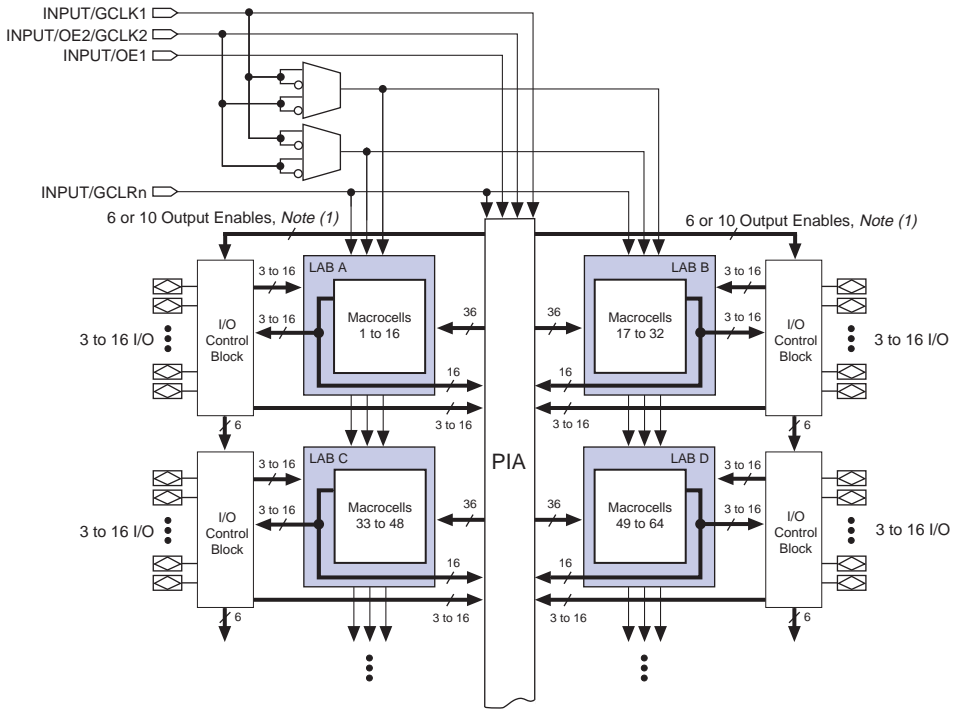 INPUT/GCLK1
INPUT/OE2/GCLK2
INPUT/OE1
INPUT/GCLRn
6 or 10 Output Enables, Note (1)
6 or 10 Output Enables, Note (1)
LAB A
3 to 16
3 to 16
I/O
Control
Block
3 to 16 I/O
Macrocells
1 to 16
36
16
3 to 16
6
36
LAB B
3 to 16
3 to 16
Macrocells
17 to 32
I/O
Control
Block
3 to 16 I/O
16
3 to 16
6
PIA
LAB C
3 to 16
3 to 16
I/O
Control
Block
3 to 16 I/O
Macrocells
33 to 48
36
16
3 to 16
6
36
LAB D
3 to 16
3 to 16
Macrocells
49 to 64
I/O
Control
Block
3 to 16 I/O
16
3 to 16
6